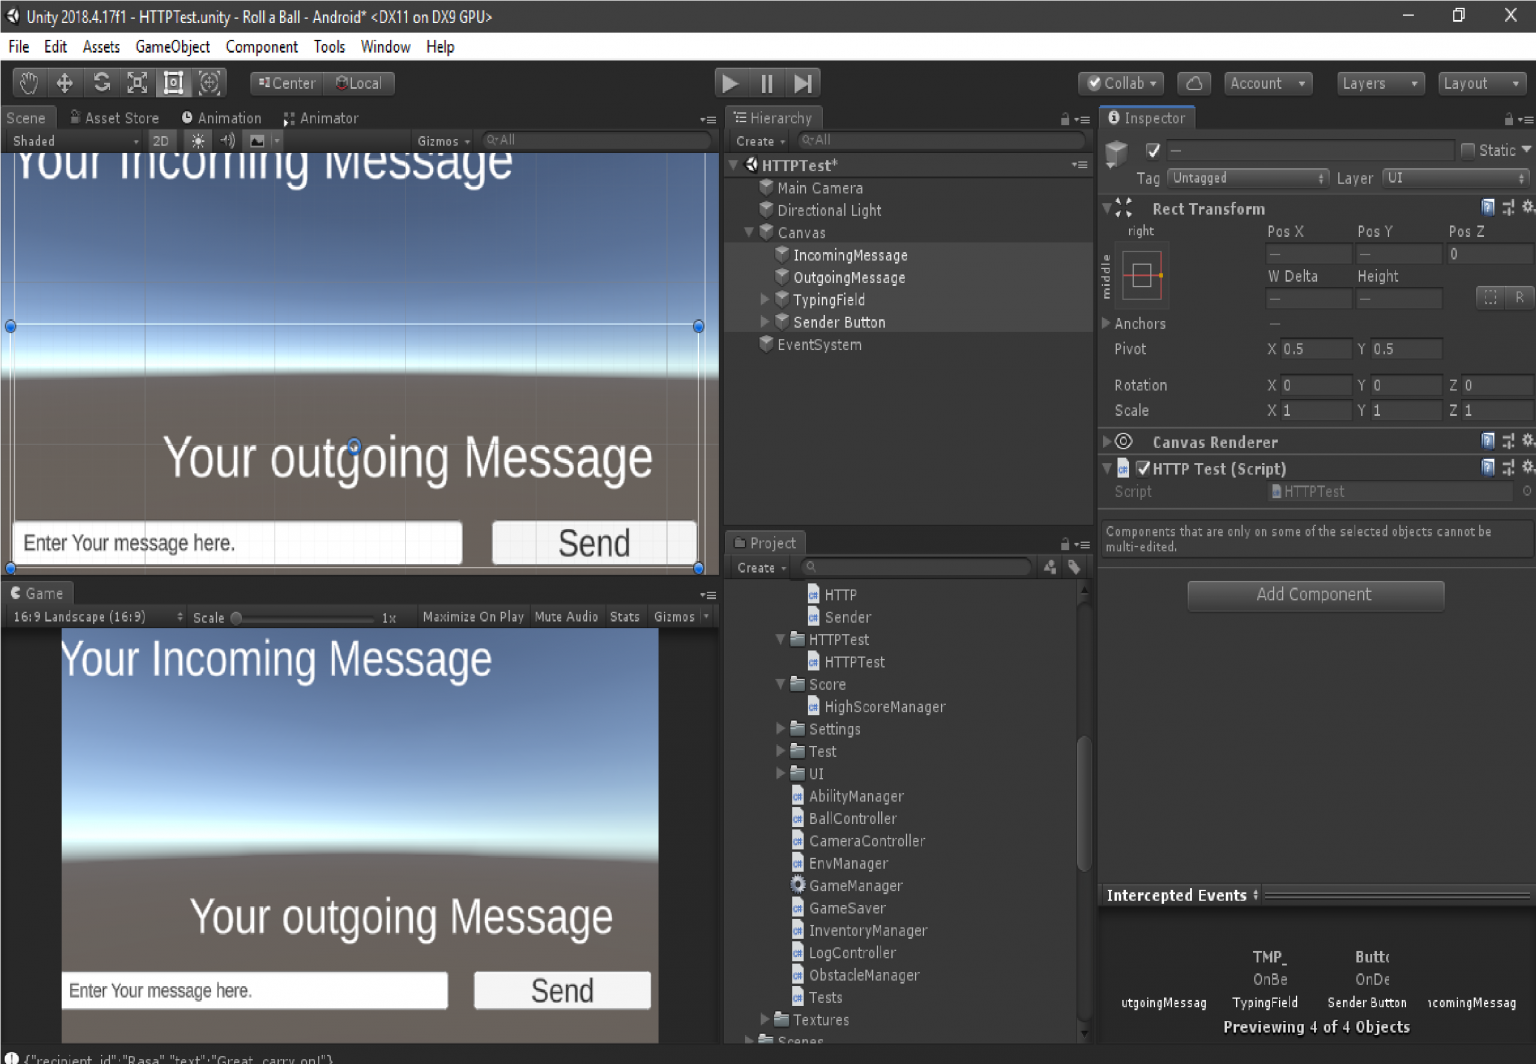 Unity 2018.4.17f1 - HTTPTest.unity - Roll a Ball - Android* <DX11 on DX9 GPU>
File Edit Assets GameObject Component Tools Window Help
Center Local Collab Account Layers Layout
Scene Asset Store Animation Animator
Shaded 2D Gizmos All
Your Incoming Message
Your outgoing Message
Enter Your message here. Send
Game
16:9 Landscape (16:9) Scale 1x Maximize On Play Mute Audio Stats Gizmos
Your Incoming Message
Your outgoing Message
Enter Your message here. Send
{"recipient_id":"Rasa","text":"Great, carry on!"}
Hierarchy
Create All
HTTPTest*
Main Camera
Directional Light
Canvas
IncomingMessage
OutgoingMessage
TypingField
Sender Button
EventSystem
Project
Create
HTTP
Sender
HTTPTest
HTTPTest
Score
HighScoreManager
Settings
Test
UI
AbilityManager
BallController
CameraController
EnvManager
GameManager
GameSaver
InventoryManager
LogController
ObstacleManager
Tests
Textures
Scenes
Inspector
— Static
Tag Untagged Layer UI
Rect Transform
right Pos X Pos Y Pos Z
middle — — 0
W Delta Height
— — R
Anchors —
Pivot X 0.5 Y 0.5
Rotation X 0 Y 0 Z 0
Scale X 1 Y 1 Z 1
Canvas Renderer
HTTP Test (Script)
Script HTTPTest
Components that are only on some of the selected objects cannot be
multi-edited.
Add Component
Intercepted Events
TMP_ Butto
OnBe OnDe
utgoingMessag TypingField Sender Button ncomingMessag
Previewing 4 of 4 Objects